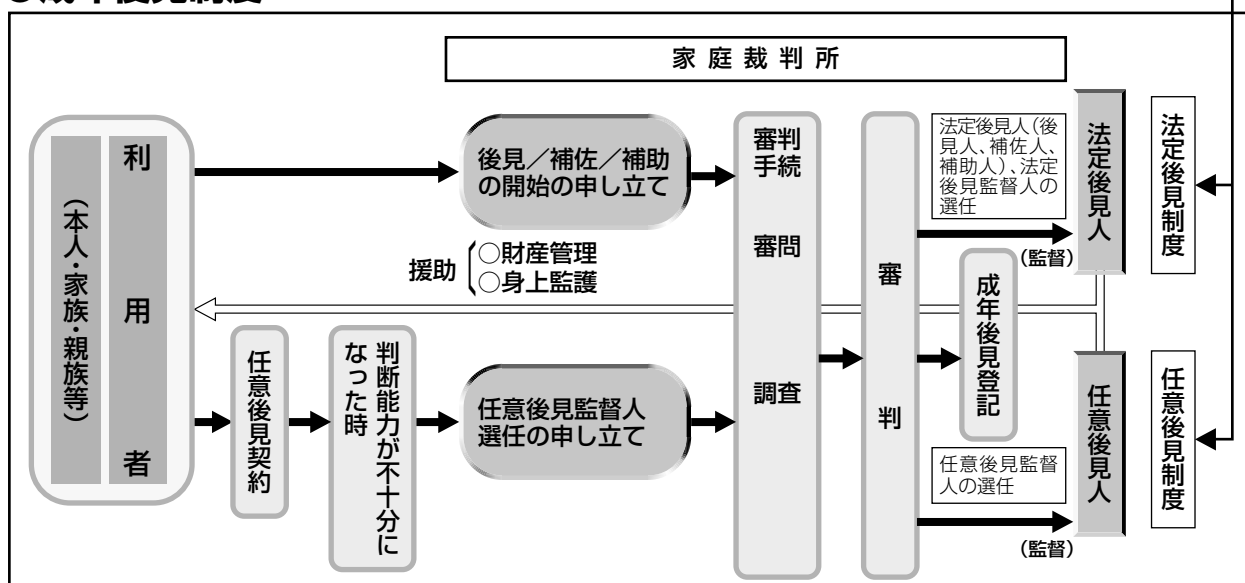 家庭裁判所
利用者
（本人・家族・親族等）
後見／補佐／補助
の開始の申し立て
援助
○財産管理
○身上監護
任意後見契約
判断能力が不十分に
なった時
任意後見監督人
選任の申し立て
審判
手続
審問
調査
審判
法定後見人（後
見人、補佐人、
補助人）、法定
後見監督人の
選任
（監督）
成年後見登記
任意後見監督
人の選任
（監督）
法定後見人
任意後見人
法定後見制度
任意後見制度